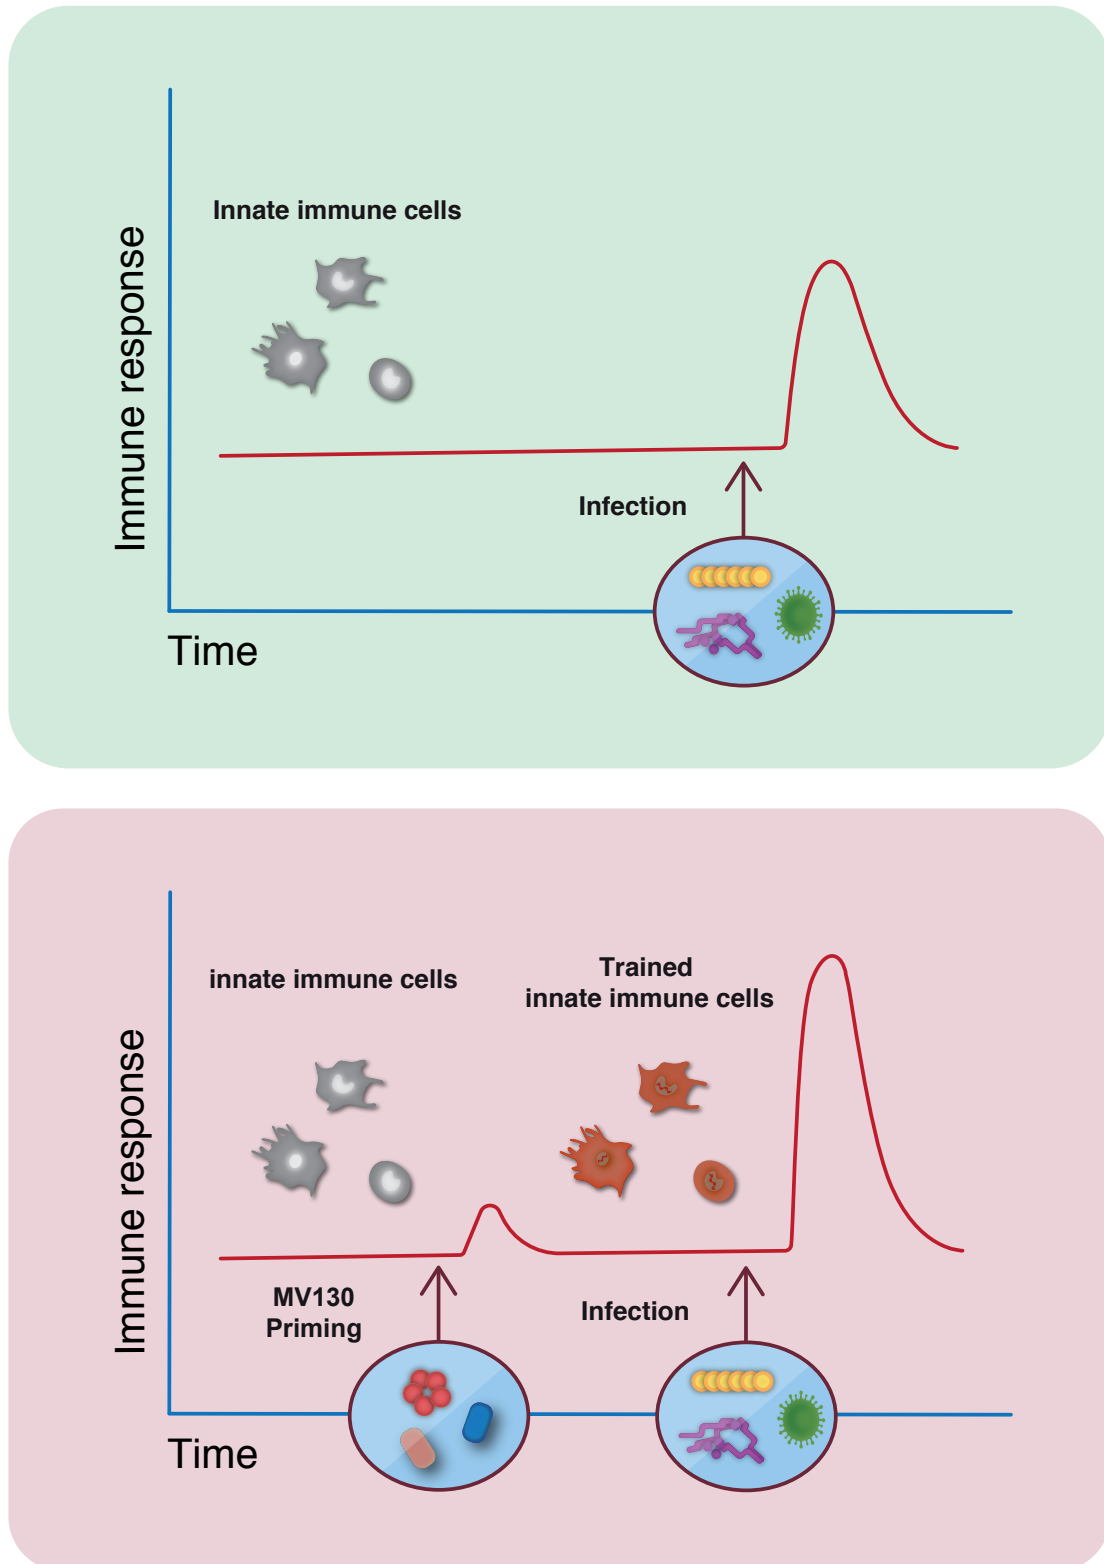 Innate immune cells
Immune response
Infection
Time
innate immune cells
Trained
innate immune cells
Immune response
MV130
Priming
Infection
Time